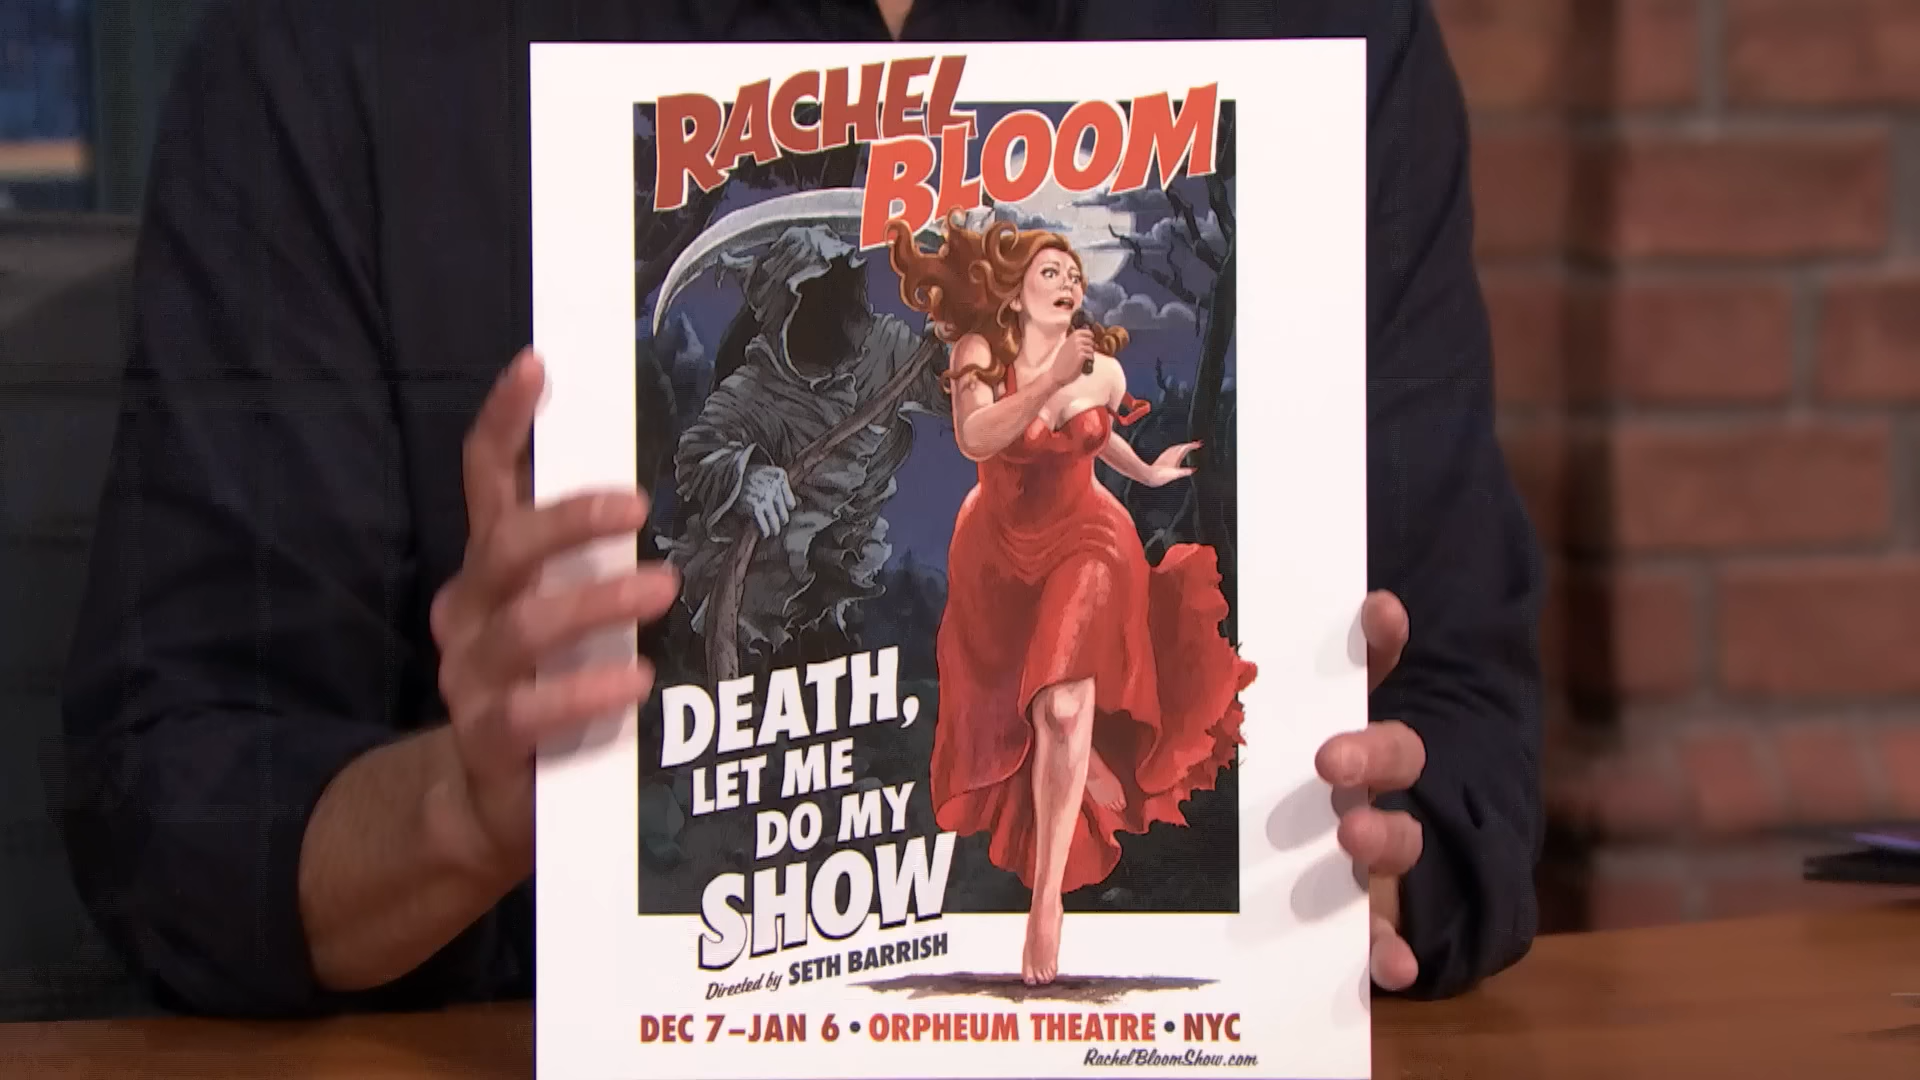 RACHEL
BLOOM
DEATH,
LET ME
DO MY
SHOW
Directed by SETH BARRISH
DEC 7–JAN 6 • ORPHEUM THEATRE • NYC
RachelBloomShow.com